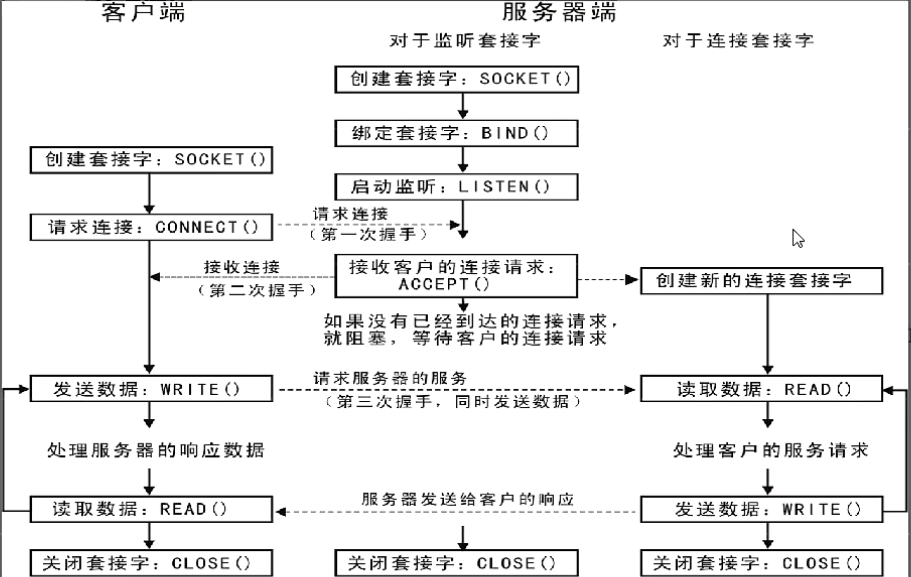 客户端
服务器端
对于监听套接字
对于连接套接字
创建套接字：SOCKET()
绑定套接字：BIND()
创建套接字：SOCKET()
启动监听：LISTEN()
请求连接：CONNECT()
请求连接
（第一次握手）
接收连接
（第二次握手）
接收客户的连接请求：
ACCEPT()
创建新的连接套接字
如果没有已经到达的连接请求，
就阻塞，等待客户的连接请求
发送数据：WRITE()
请求服务器的服务
（第三次握手，同时发送数据）
读取数据：READ()
处理服务器的响应数据
处理客户的服务请求
读取数据：READ()
服务器发送给客户的响应
发送数据：WRITE()
关闭套接字：CLOSE()
关闭套接字：CLOSE()
关闭套接字：CLOSE()